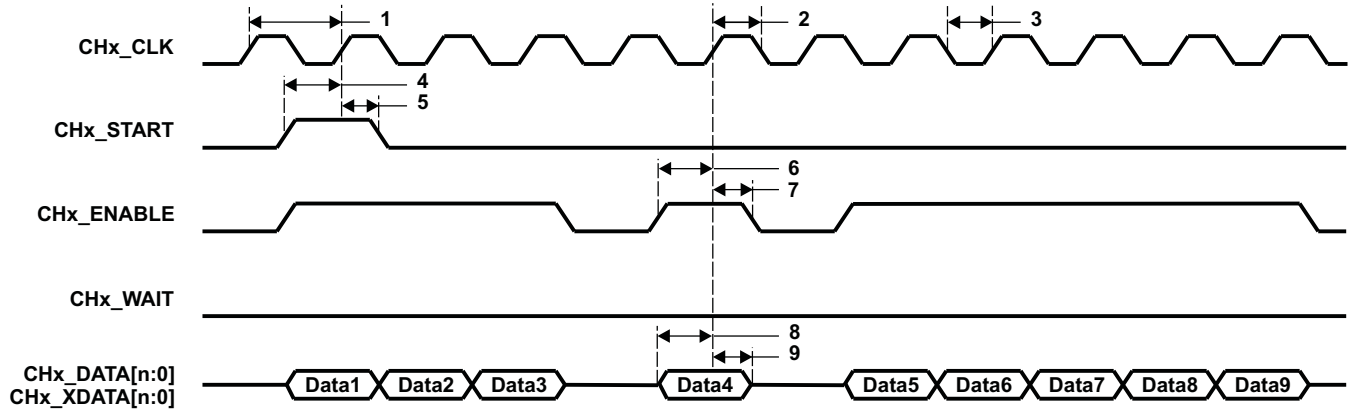 1 2 3
CHx_CLK
4
5
CHx_START
6
7
CHx_ENABLE
CHx_WAIT
8
9
CHx_DATA[n:0]
CHx_XDATA[n:0]
Data1 Data2 Data3 Data4 Data5 Data6 Data7 Data8 Data9